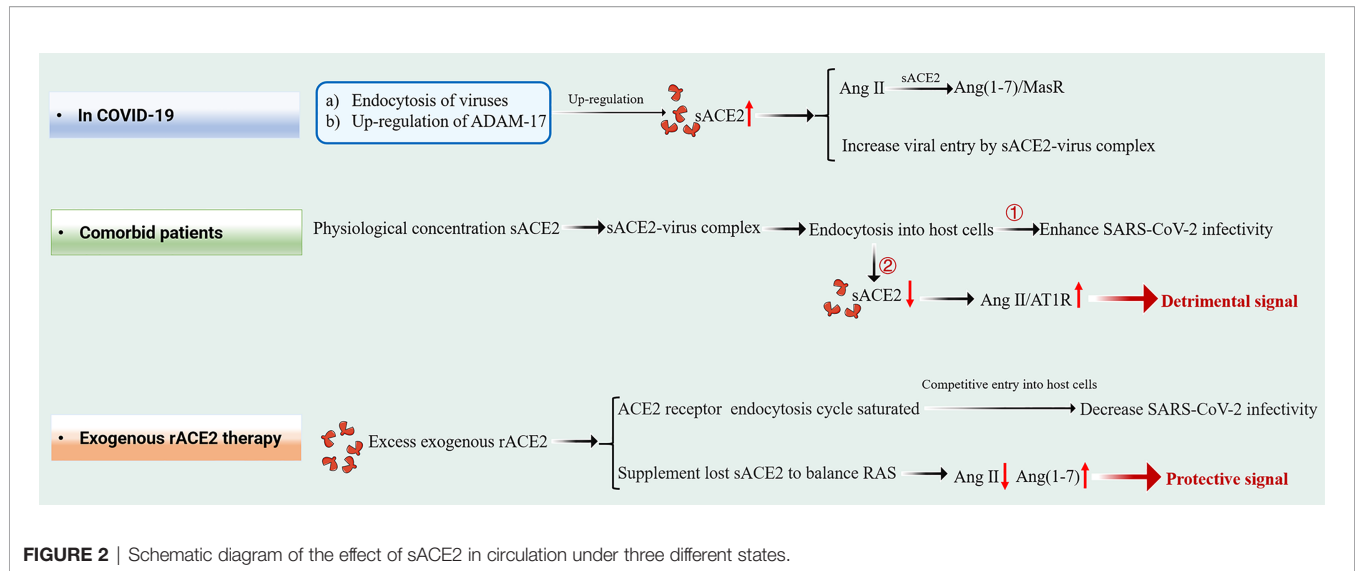 • In COVID-19
a) Endocytosis of viruses
b) Up-regulation of ADAM-17
Up-regulation
sACE2
Ang II
sACE2
Ang(1-7)/MasR
Increase viral entry by sACE2-virus complex
• Comorbid patients
Physiological concentration sACE2
sACE2-virus complex
Endocytosis into host cells
①
Enhance SARS-CoV-2 infectivity
②
sACE2
Ang II/AT1R
Detrimental signal
• Exogenous rACE2 therapy
Excess exogenous rACE2
ACE2 receptor endocytosis cycle saturated
Competitive entry into host cells
Decrease SARS-CoV-2 infectivity
Supplement lost sACE2 to balance RAS
Ang II
Ang(1-7)
Protective signal
FIGURE 2 | Schematic diagram of the effect of sACE2 in circulation under three different states.